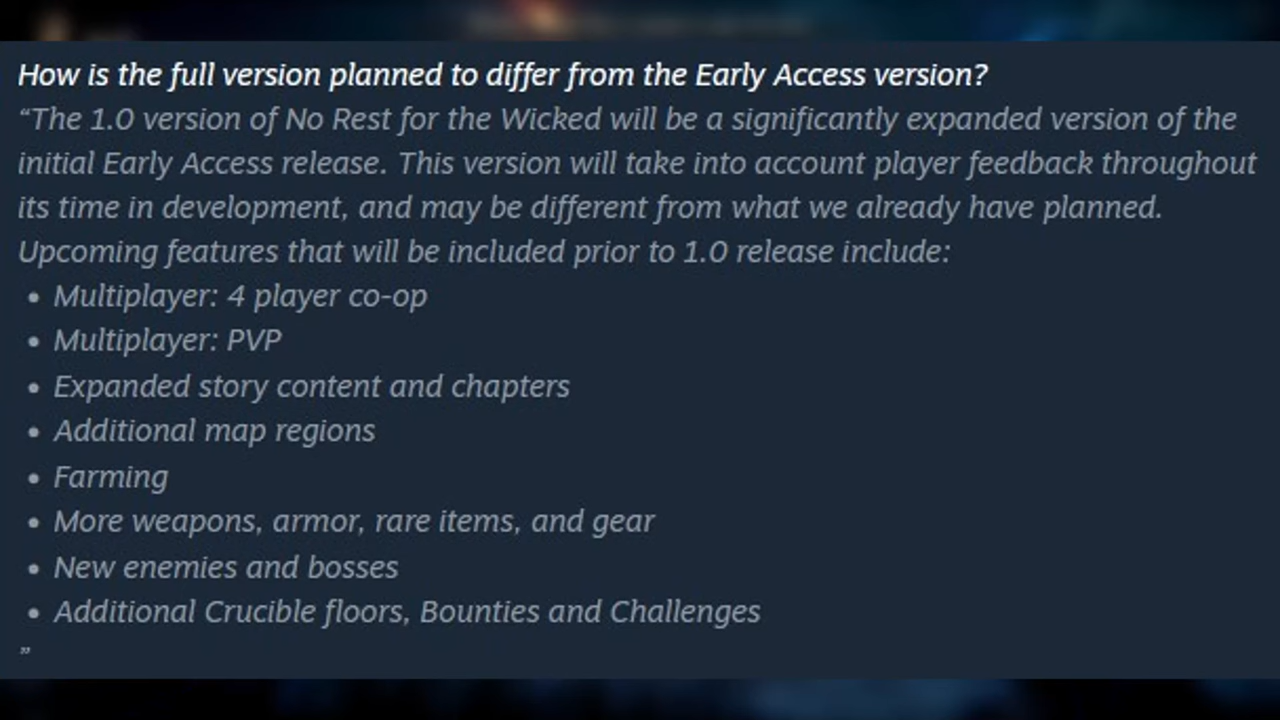 How is the full version planned to differ from the Early Access version?
“The 1.0 version of No Rest for the Wicked will be a significantly expanded version of the
initial Early Access release. This version will take into account player feedback throughout
its time in development, and may be different from what we already have planned.
Upcoming features that will be included prior to 1.0 release include:
• Multiplayer: 4 player co-op
• Multiplayer: PVP
• Expanded story content and chapters
• Additional map regions
• Farming
• More weapons, armor, rare items, and gear
• New enemies and bosses
• Additional Crucible floors, Bounties and Challenges
”